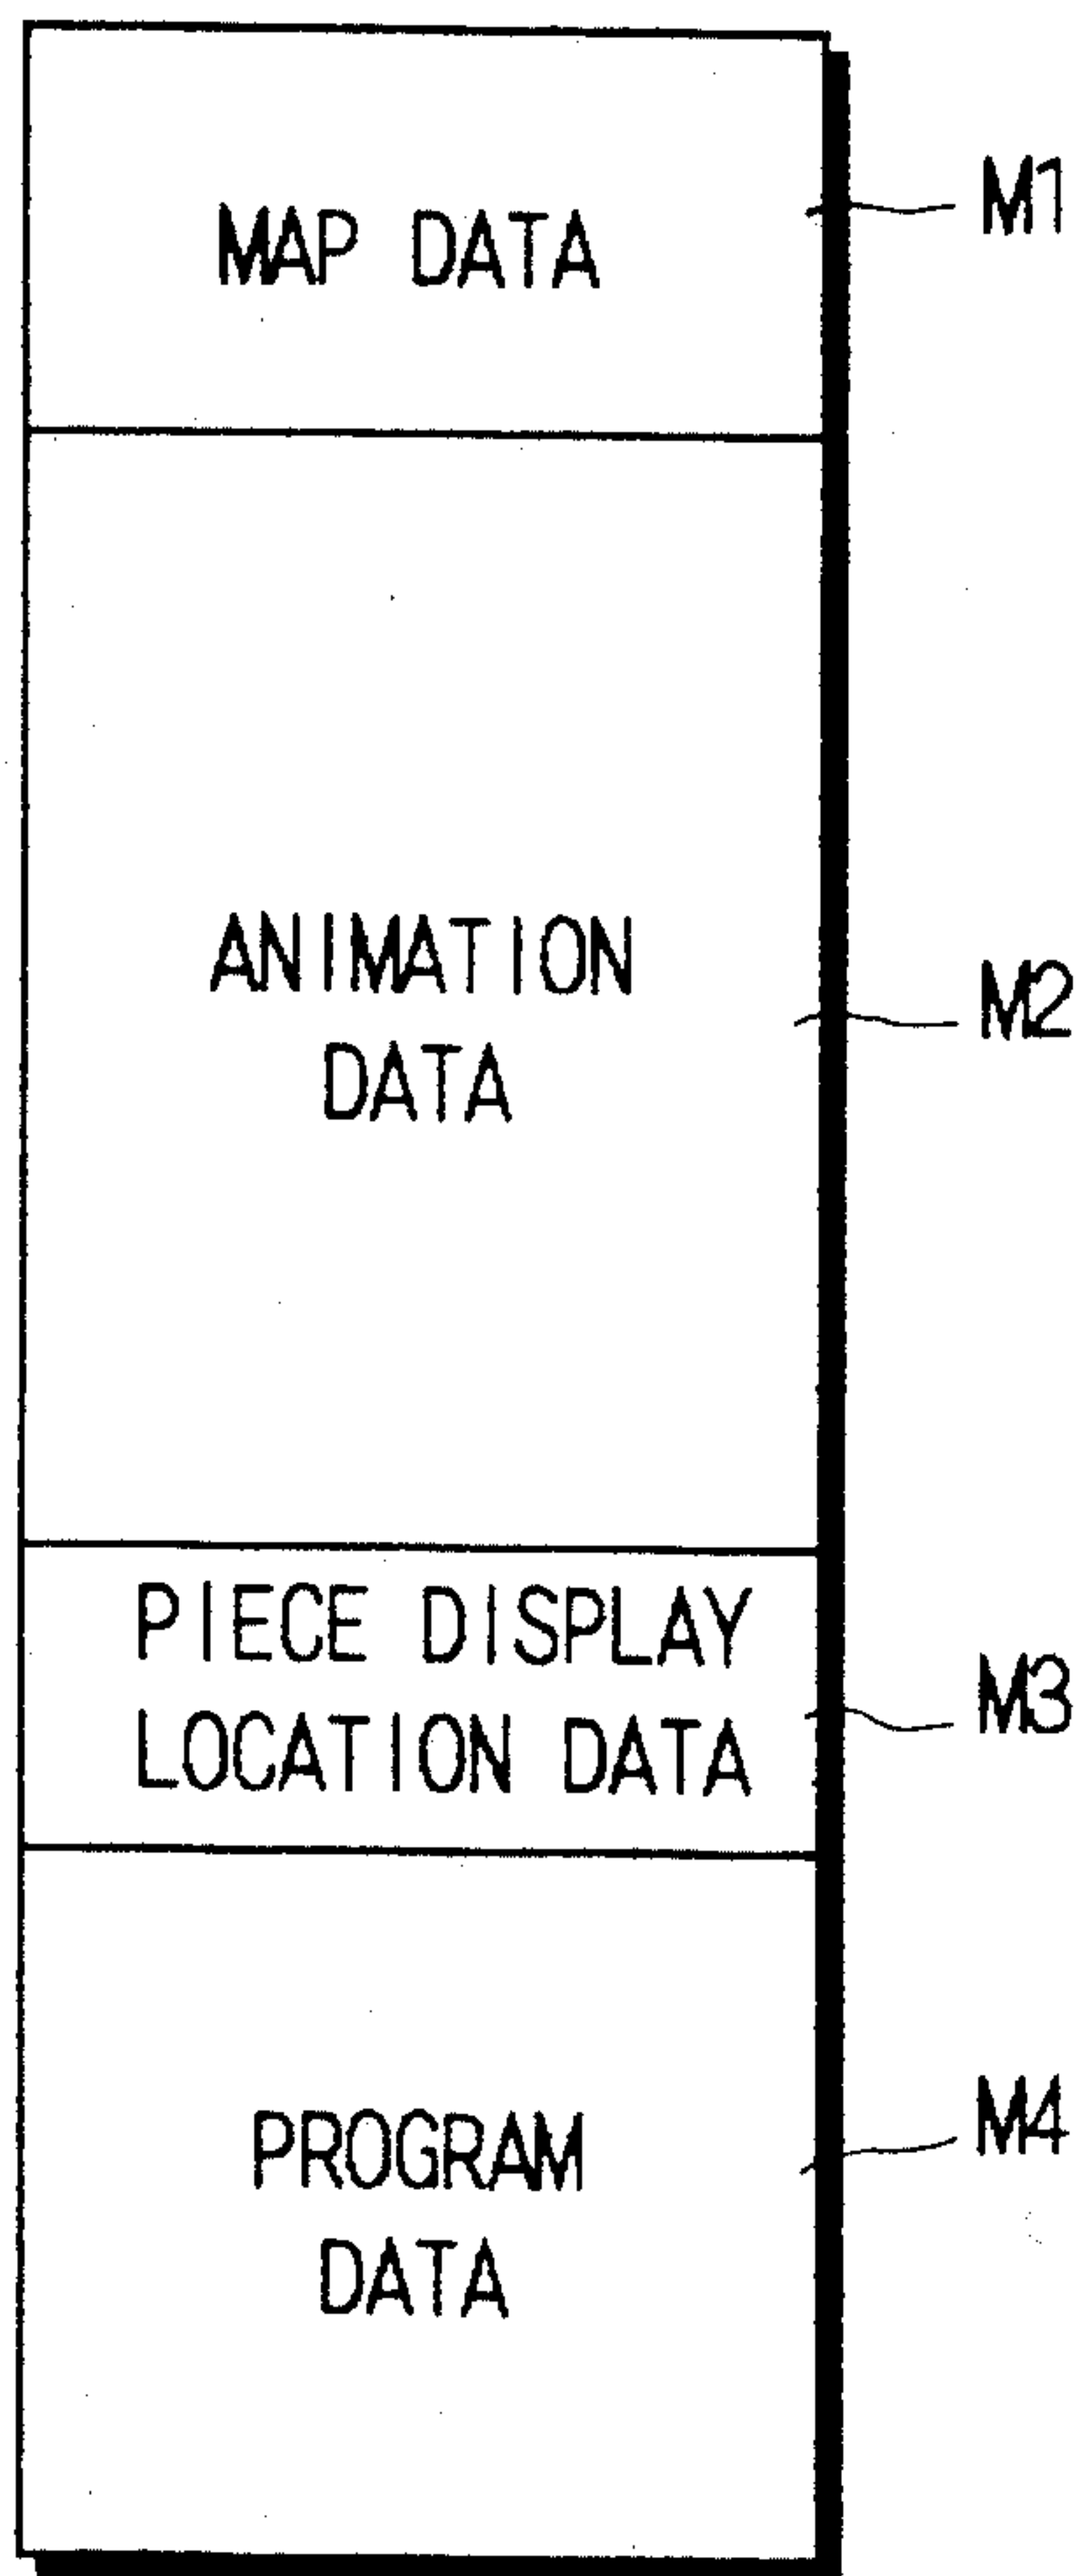 MAP DATA
M1
ANIMATION
DATA
M2
PIECE DISPLAY
LOCATION DATA
M3
PROGRAM
DATA
M4